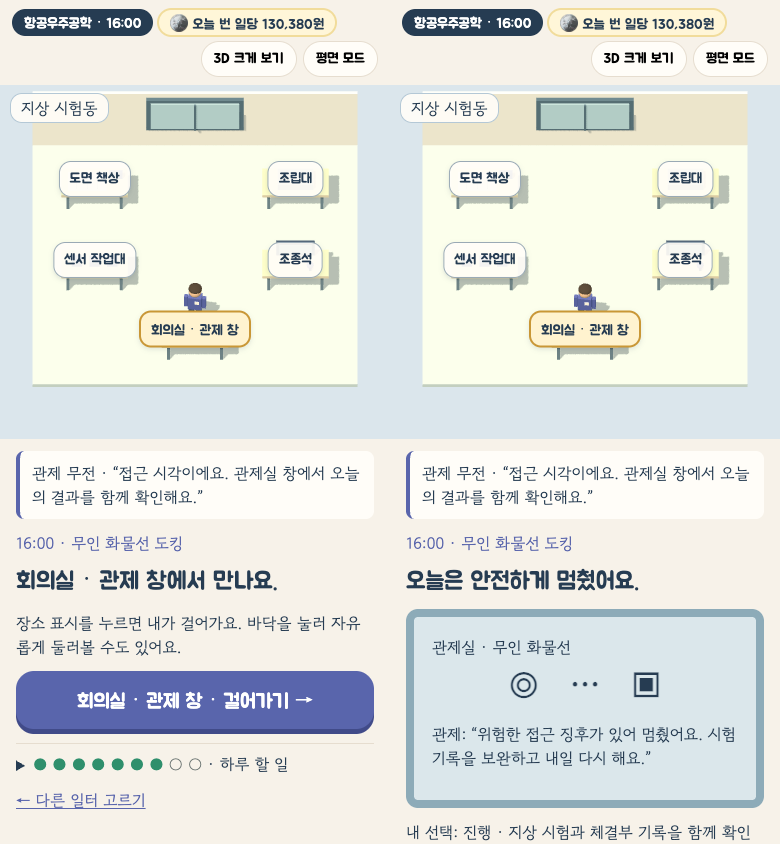 항공우주공학 · 16:00
오늘 번 일당 130,380원
3D 크게 보기
평면 모드
지상 시험동
도면 책상
조립대
센서 작업대
조종석
회의실 · 관제 창
관제 무전 · “접근 시각이에요. 관제실 창에서 오늘
의 결과를 함께 확인해요.”
16:00 · 무인 화물선 도킹
회의실 · 관제 창에서 만나요.
장소 표시를 누르면 내가 걸어가요. 바닥을 눌러 자유
롭게 둘러볼 수도 있어요.
회의실 · 관제 창 · 걸어가기 →
▶ ●●●●●●●○○ · 하루 할 일
← 다른 일터 고르기
항공우주공학 · 16:00
오늘 번 일당 130,380원
3D 크게 보기
평면 모드
지상 시험동
도면 책상
조립대
센서 작업대
조종석
회의실 · 관제 창
관제 무전 · “접근 시각이에요. 관제실 창에서 오늘
의 결과를 함께 확인해요.”
16:00 · 무인 화물선 도킹
오늘은 안전하게 멈췄어요.
관제실 · 무인 화물선
◎ … ▣
관제: “위험한 접근 징후가 있어 멈췄어요. 시험
기록을 보완하고 내일 다시 해요.”
내 선택: 진행 · 지상 시험과 체결부 기록을 함께 확인